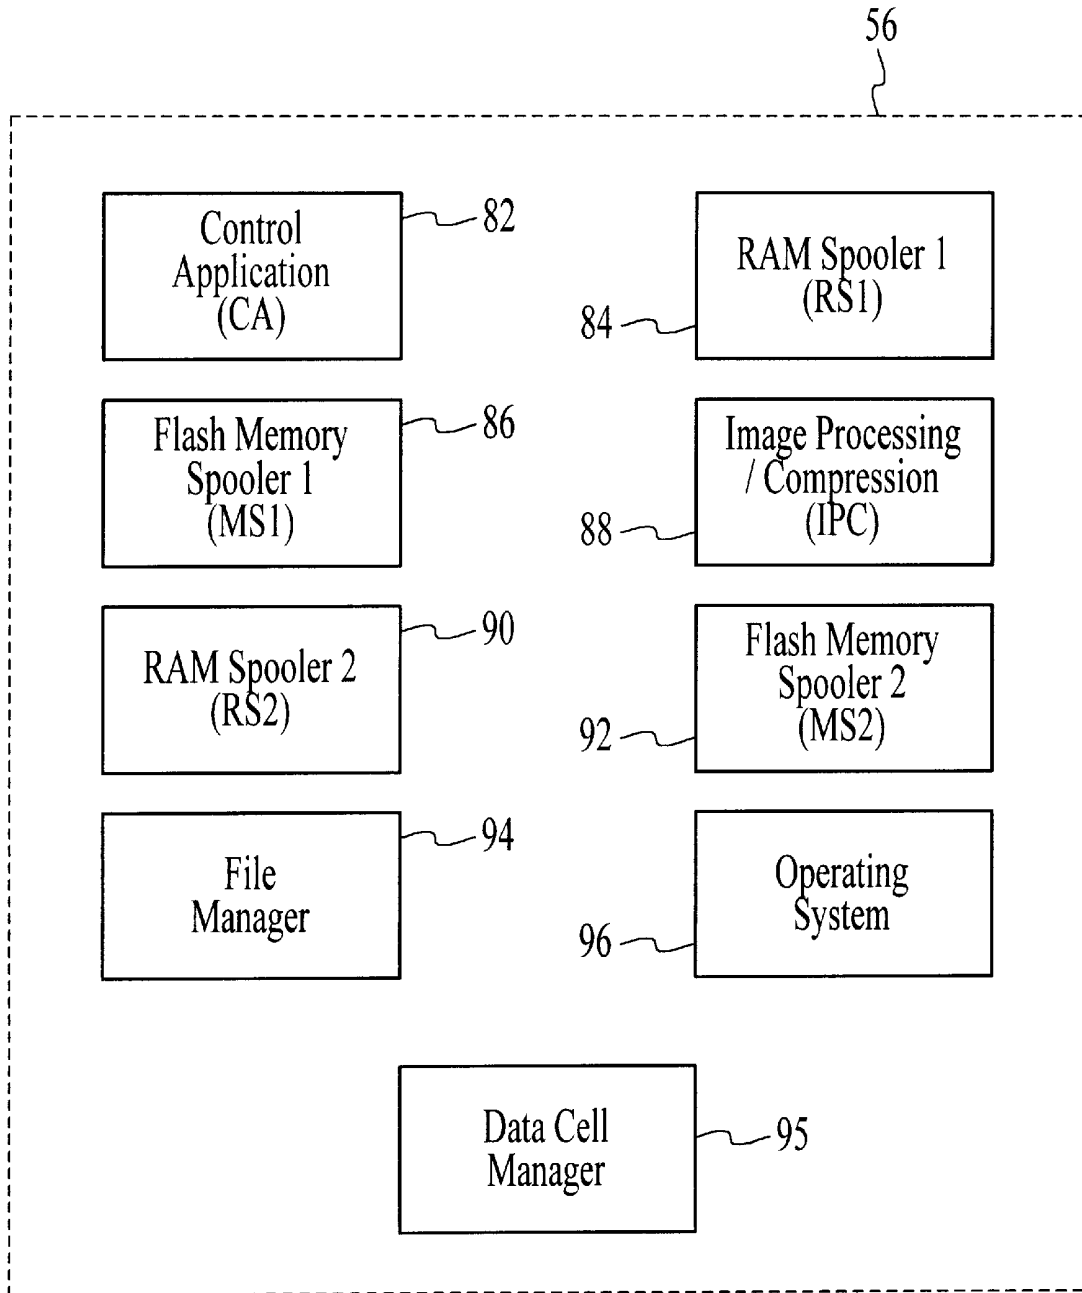 56
Control
Application
(CA)
82
RAM Spooler 1
(RS1)
84
Flash Memory
Spooler 1
(MS1)
86
Image Processing
/ Compression
(IPC)
88
RAM Spooler 2
(RS2)
90
Flash Memory
Spooler 2
(MS2)
92
File
Manager
94
Operating
System
96
Data Cell
Manager
95